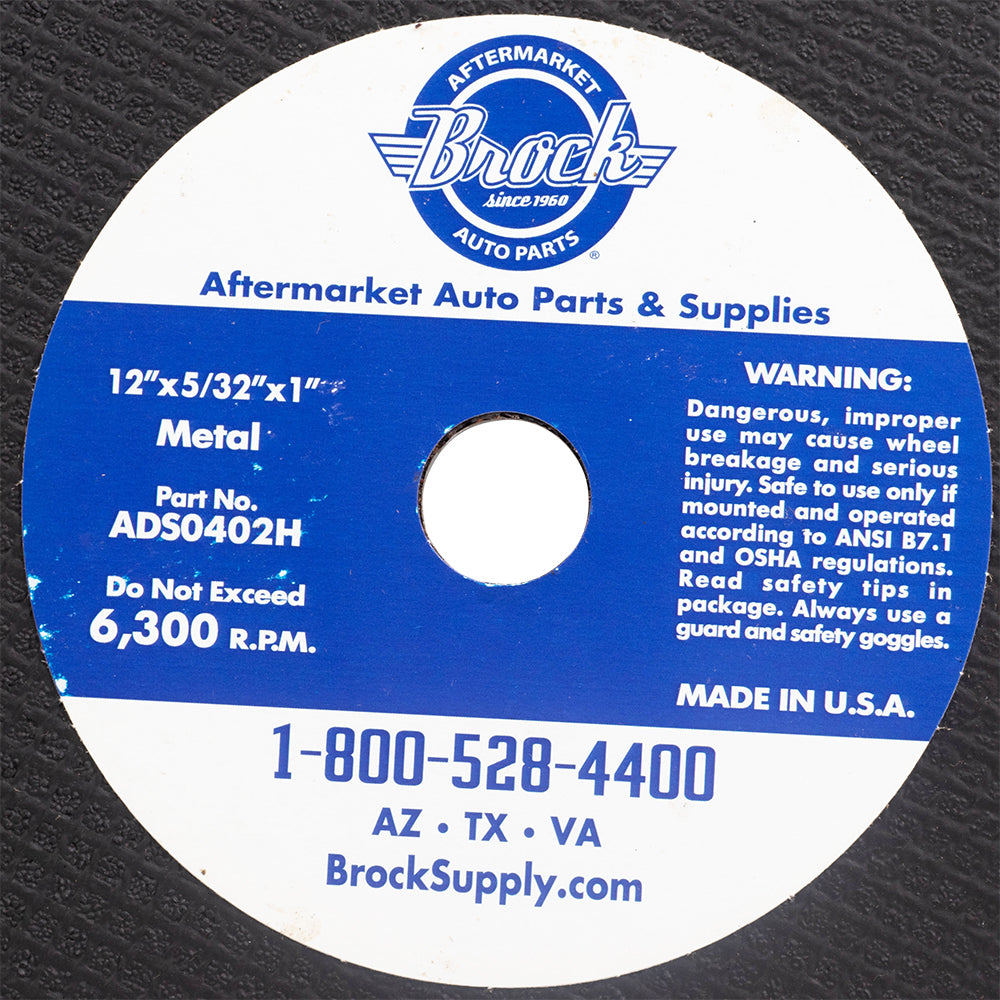 AFTERMARKET
Brock
since 1960
AUTO PARTS
®
Aftermarket Auto Parts & Supplies
12"x5/32"x1"
Metal
Part No.
ADS0402H
Do Not Exceed
6,300 R.P.M.
WARNING:
Dangerous, improper
use may cause wheel
breakage and serious
injury. Safe to use only if
mounted and operated
according to ANSI B7.1
and OSHA regulations.
Read safety tips in
package. Always use a
guard and safety goggles.
MADE IN U.S.A.
1-800-528-4400
AZ • TX • VA
BrockSupply.com